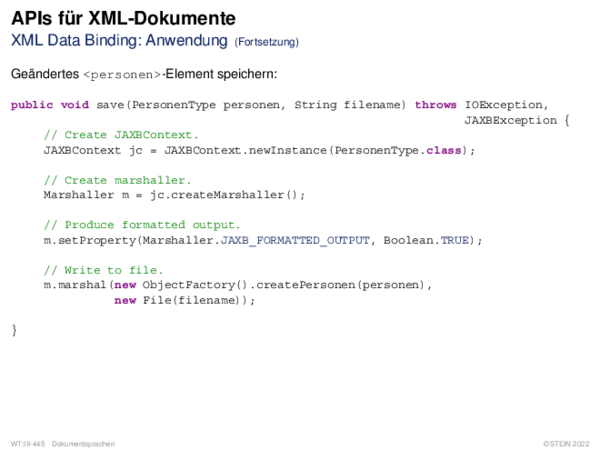 APIs für XML-Dokumente
XML Data Binding: Anwendung (Fortsetzung)
Geändertes <personen>-Element speichern:
public void save(PersonenType personen, String filename) throws IOException,
JAXBException {
// Create JAXBContext.
JAXBContext jc = JAXBContext.newInstance(PersonenType.class);
// Create marshaller.
Marshaller m = jc.createMarshaller();
// Produce formatted output.
m.setProperty(Marshaller.JAXB_FORMATTED_OUTPUT, Boolean.TRUE);
// Write to file.
m.marshal(new ObjectFactory().createPersonen(personen),
new File(filename));
}
WT:III-445 Dokumentsprachen ©STEIN 2022